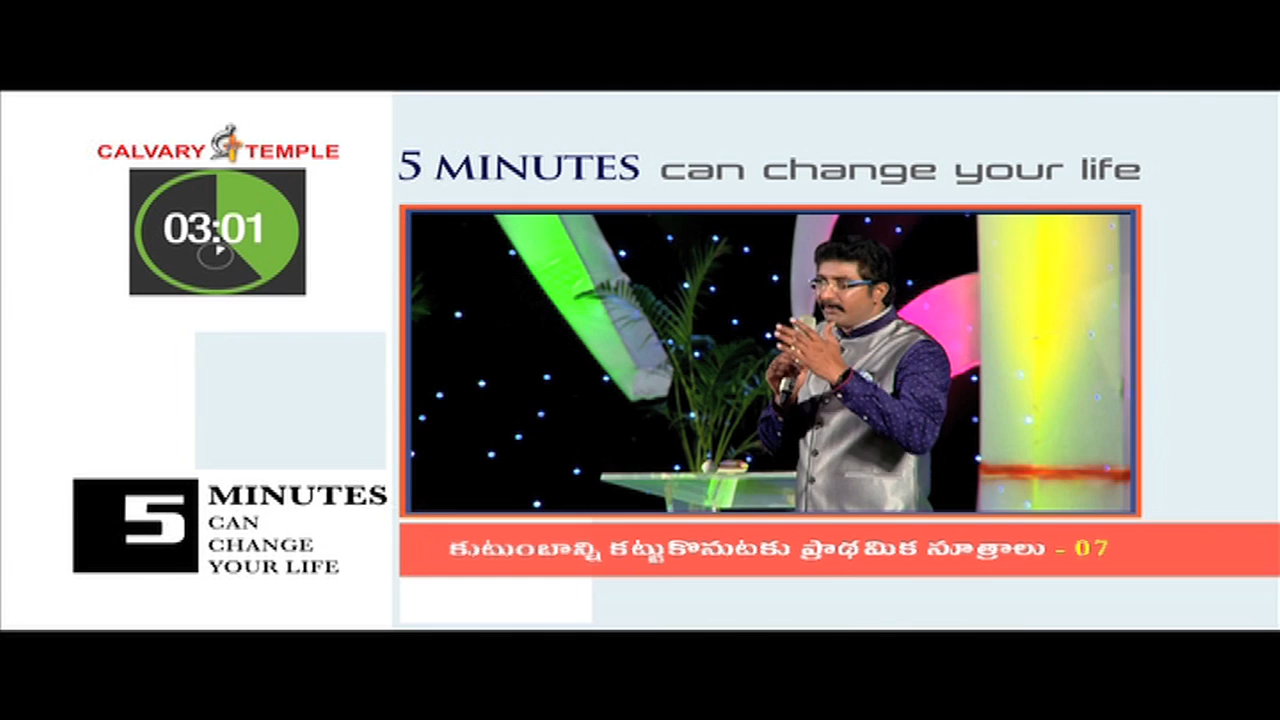 CALVARY TEMPLE
03:01
5 MINUTES can change your life
5 MINUTES
CAN
CHANGE
YOUR LIFE
కుటుంబాన్ని కట్టుకొనుటకు ప్రాథమిక సూత్రాలు - 07